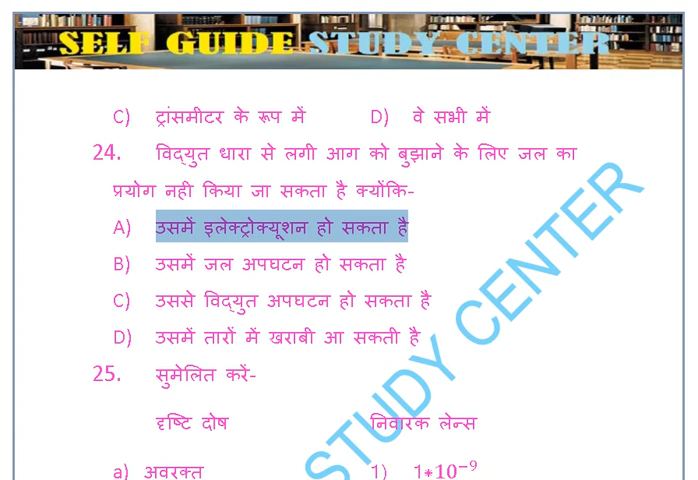 SELF GUIDE STUDY CENTER
C) ट्रांसमीटर के रूप में D) वे सभी में
24. विद्युत धारा से लगी आग को बुझाने के लिए जल का
प्रयोग नही किया जा सकता है क्योंकि-
A) उसमें इलेक्ट्रोक्यूशन हो सकता है
B) उसमें जल अपघटन हो सकता है
C) उससे विद्युत अपघटन हो सकता है
D) उसमें तारों में खराबी आ सकती है
25. सुमेलित करें-
दृष्टि दोष निवारक लेन्स
a) अवरक्त 1) 1*10⁻⁹
STUDY CENTER